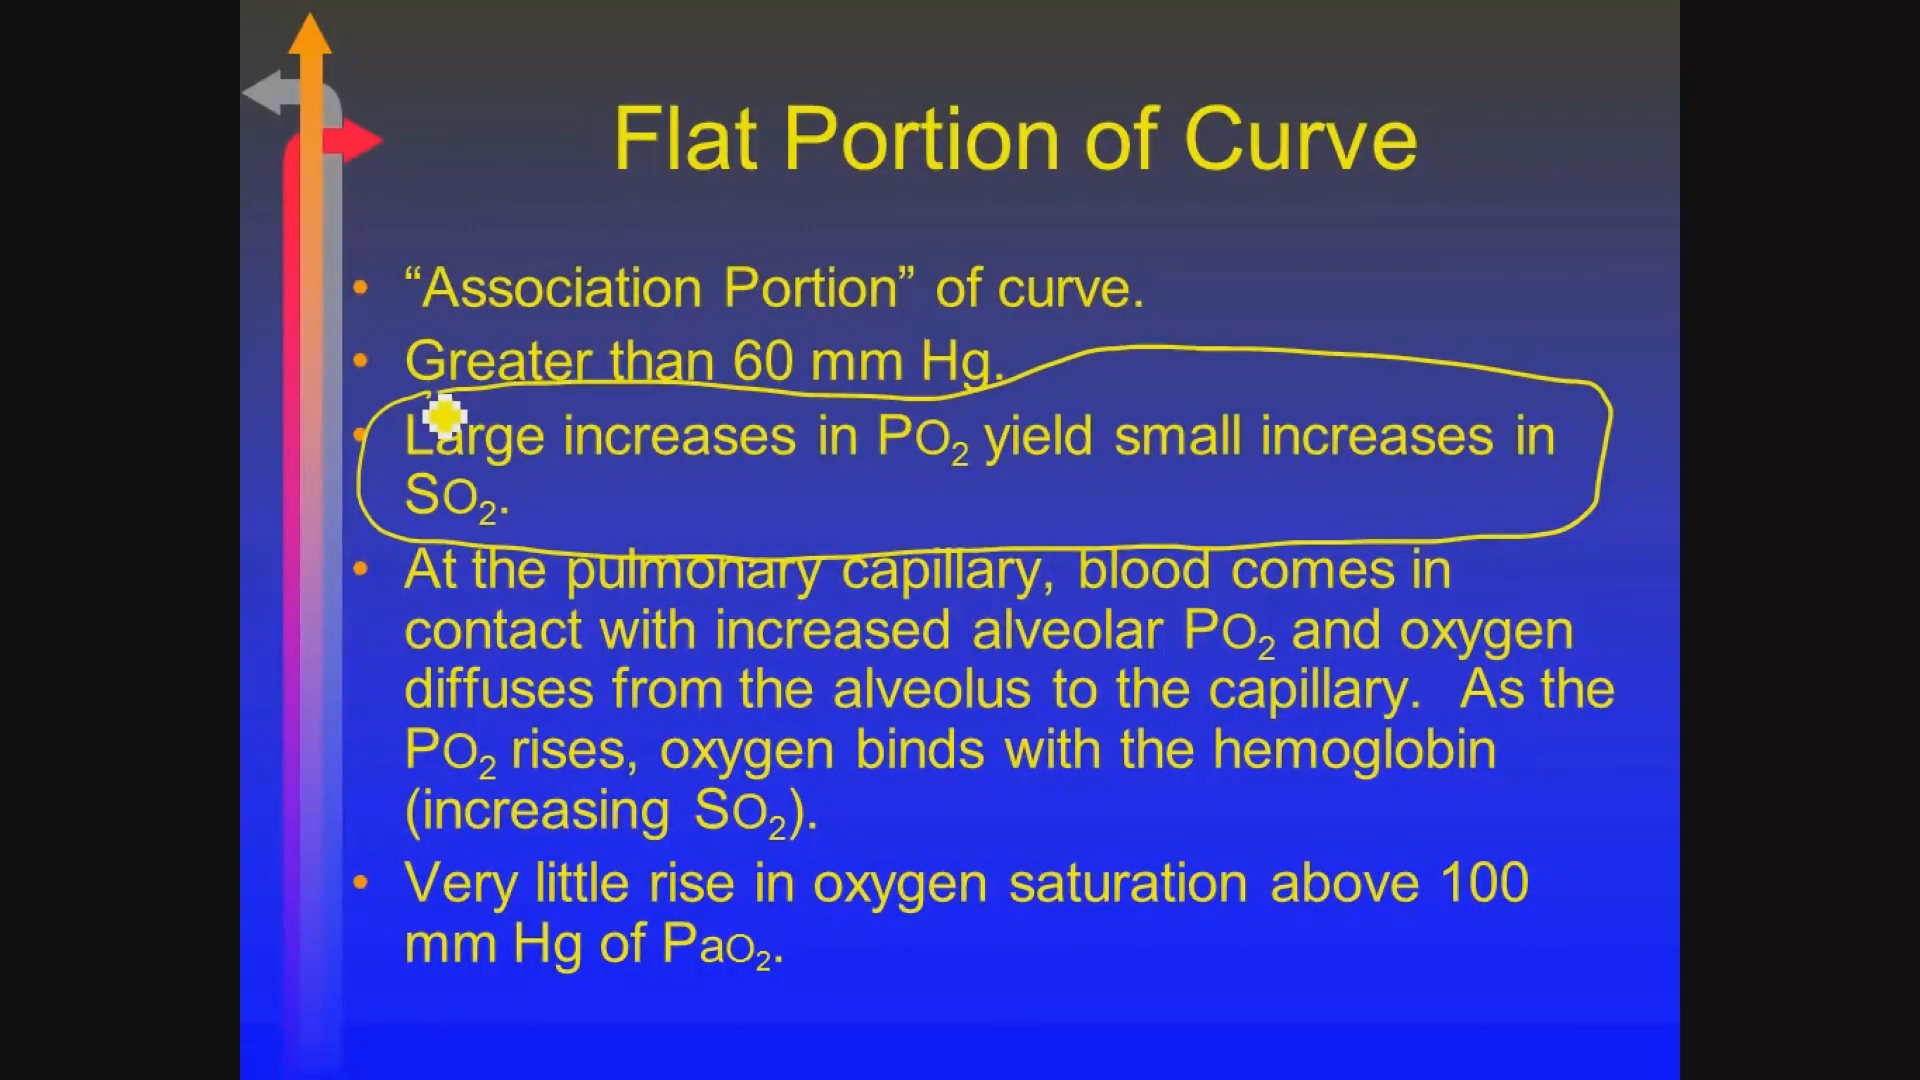 Flat Portion of Curve
• “Association Portion” of curve.
• Greater than 60 mm Hg.
• Large increases in PO₂ yield small increases in
SO₂.
• At the pulmonary capillary, blood comes in
contact with increased alveolar PO₂ and oxygen
diffuses from the alveolus to the capillary.  As the
PO₂ rises, oxygen binds with the hemoglobin
(increasing SO₂).
• Very little rise in oxygen saturation above 100
mm Hg of PaO₂.